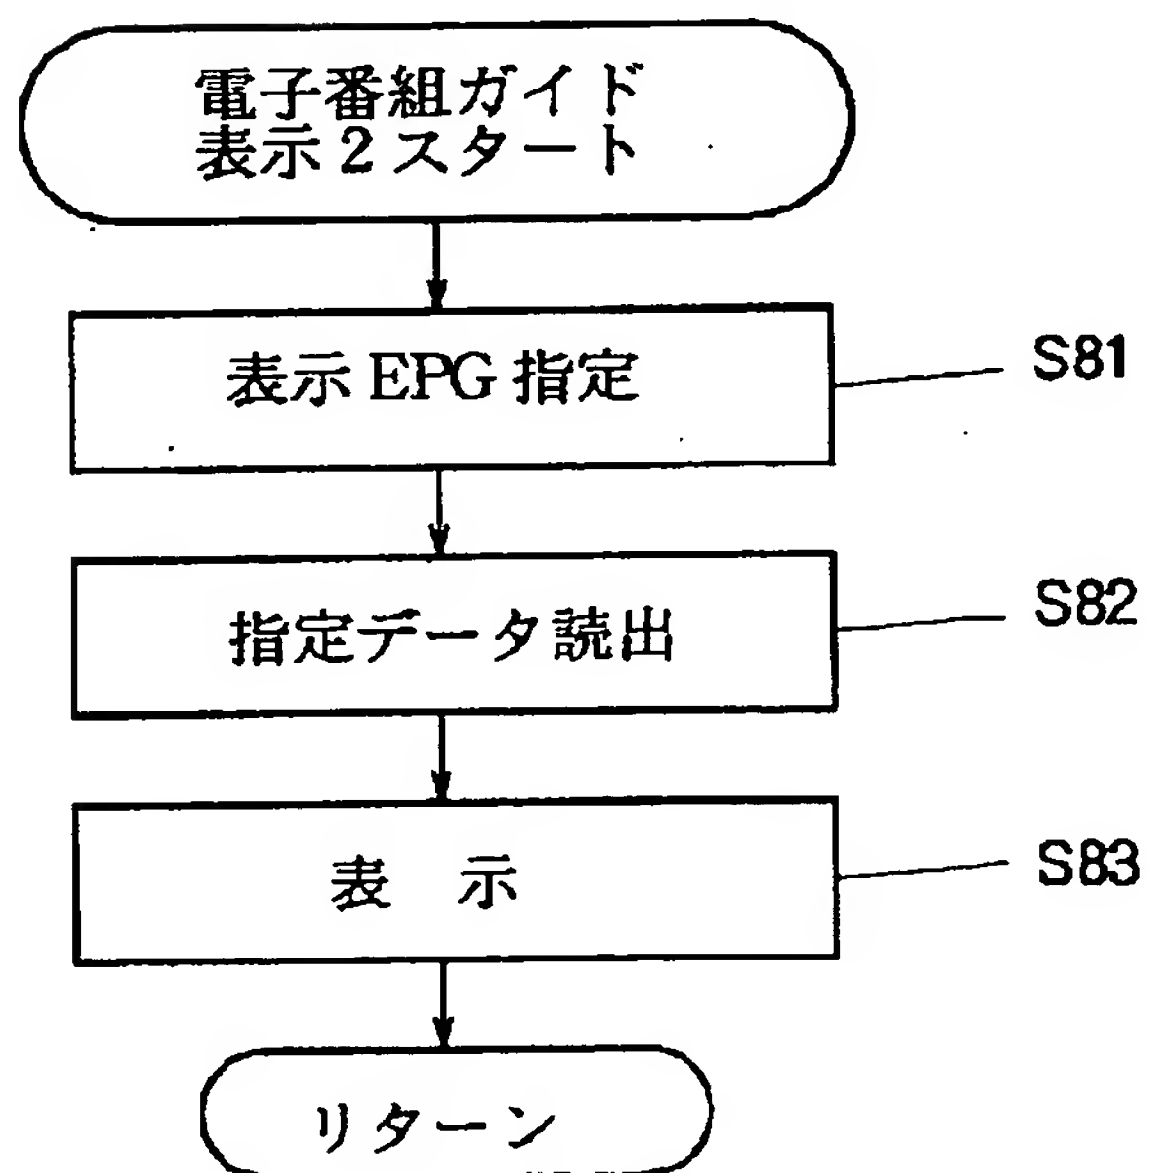 電子番組ガイド
表示2スタート
表示EPG指定
S81
指定データ読出
S82
表 示
S83
リターン